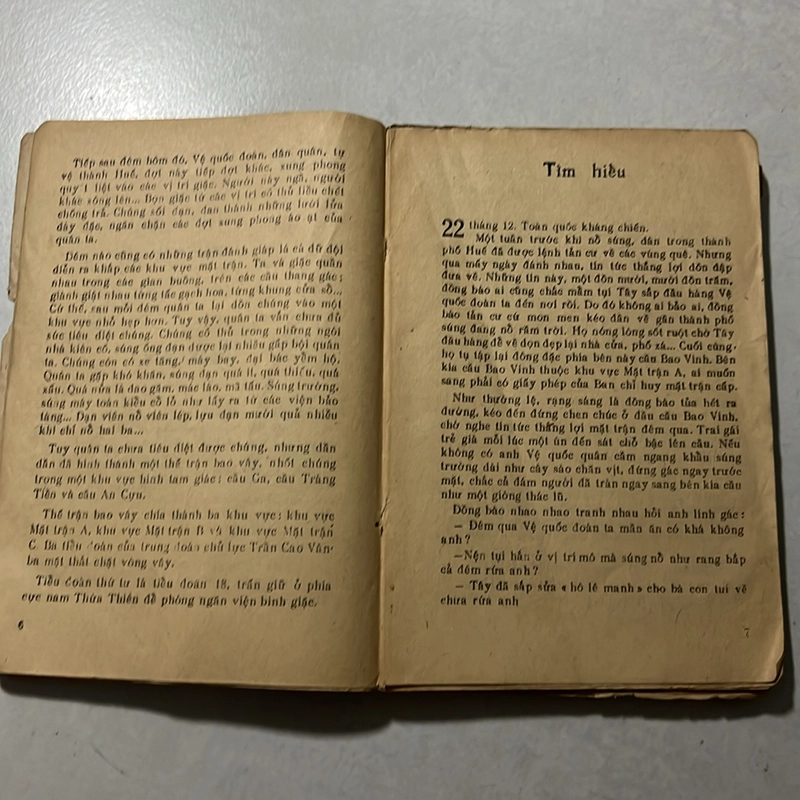 Tiếp sau đêm hôm đó, Vệ quốc đoàn, dân quân, tự
vệ thành Huế, đợt này tiếp đợt khác, xung phong
quyết liệt vào các vị trí giặc. Người này ngã, người
khác xông lên... Bọn giặc từ các vị trí cố thủ liều chết
chống trả. Chúng sôi đạn, đan thành những lưới lửa
dày đặc, ngăn chặn các đợt xung phong ào ạt của
quân ta.
Đêm nào cũng có những trận đánh giáp lá cà dữ dội
diễn ra khắp các khu vực mặt trận. Ta và giặc quần
nhau trong các gian buồng, trên các cầu thang gác;
giành giật nhau từng tấc gạch hoa, từng khung cửa sổ...
Cứ thế, sau mỗi đêm quân ta lại dồn chúng vào một
khu vực nhỏ hẹp hơn. Tuy vậy, quân ta vẫn chưa đủ
sức tiêu diệt chúng. Chúng cố thủ trong những ngôi
nhà kiên cố, súng ống đạn dược lại nhiều gấp bội quân
ta. Chúng còn có xe tăng, máy bay, đại bác yểm hộ.
Quân ta gặp khó khăn, súng đạn quá ít, quá thiếu, quá
xấu. Quá nửa là dao găm, mác lào, mã tấu. Súng trường,
súng máy toàn kiểu cổ lỗ như lấy ra từ các viện bảo
tàng... Đạn viên nổ viên lép, lựu đạn mười quả nhiều
khi chỉ nổ hai ba...
Tuy quân ta chưa tiêu diệt được chúng, nhưng dần
dần đã hình thành một thế trận bao vây, nhốt chúng
trong một khu vực hình tam giác: cầu Ga, cầu Tràng
Tiền và cầu An Cựu.
Thế trận bao vây chia thành ba khu vực: khu vực
Mặt trận A, khu vực Mặt trận B và khu vực Mặt trận
C. Ba tiểu đoàn của trung đoàn chủ lực Trần Cao Vân
ba mặt thắt chặt vòng vây.
Tiểu đoàn thứ tư là tiểu đoàn 18, trấn giữ ở phía
cực nam Thừa Thiên đề phòng ngăn viện binh giặc.
6
Tìm hiểu
22 tháng 12. Toàn quốc kháng chiến.
Một tuần trước khi nổ súng, dân trong thành
phố Huế đã được lệnh tản cư về các vùng quê. Nhưng
qua mấy ngày đánh nhau, tin tức thắng lợi dồn dập
đưa về. Những tin này, một đồn mười, mười đồn trăm,
đồng bào ai cũng chắc mẩm tụi Tây sắp đầu hàng Vệ
quốc đoàn ta đến nơi rồi. Do đó không ai bảo ai, đồng
bào tản cư cứ mon men kéo dần về gần thành phố
súng đang nổ rầm trời. Họ nóng lòng sốt ruột chờ Tây
đầu hàng để về dọn dẹp lại nhà cửa, phố xá... Cuối cùng,
họ tụ tập lại đông đặc phía bên này cầu Bao Vinh. Bên
kia cầu Bao Vinh thuộc khu vực Mặt trận A, ai muốn
sang phải có giấy phép của Ban chỉ huy mặt trận cấp.
Như thường lệ, rạng sáng là đồng bào tủa hết ra
đường, kéo đến đứng chen chúc ở đầu cầu Bao Vinh,
chờ nghe tin tức thắng lợi mặt trận đêm qua. Trai gái
trẻ già mỗi lúc một ùn đến sát chỗ bậc lên cầu. Nếu
không có anh Vệ quốc quân cầm ngang khẩu súng
trường dài như cây sào chăn vịt, đứng gác ngay trước
mặt, chắc cả đám người đã tràn ngay sang bên kia cầu
như một giòng thác lũ.
Đồng bào nhao nhao tranh nhau hỏi anh lính gác:
— Đêm qua Vệ quốc đoàn ta mần ăn có khá không
anh?
— Nện tụi hắn ở vị trí mô mà súng nổ như rang bắp
cả đêm rứa anh?
— Tây đã sắp sửa «hô lê manh» cho bà con tui về
chưa rứa anh
7